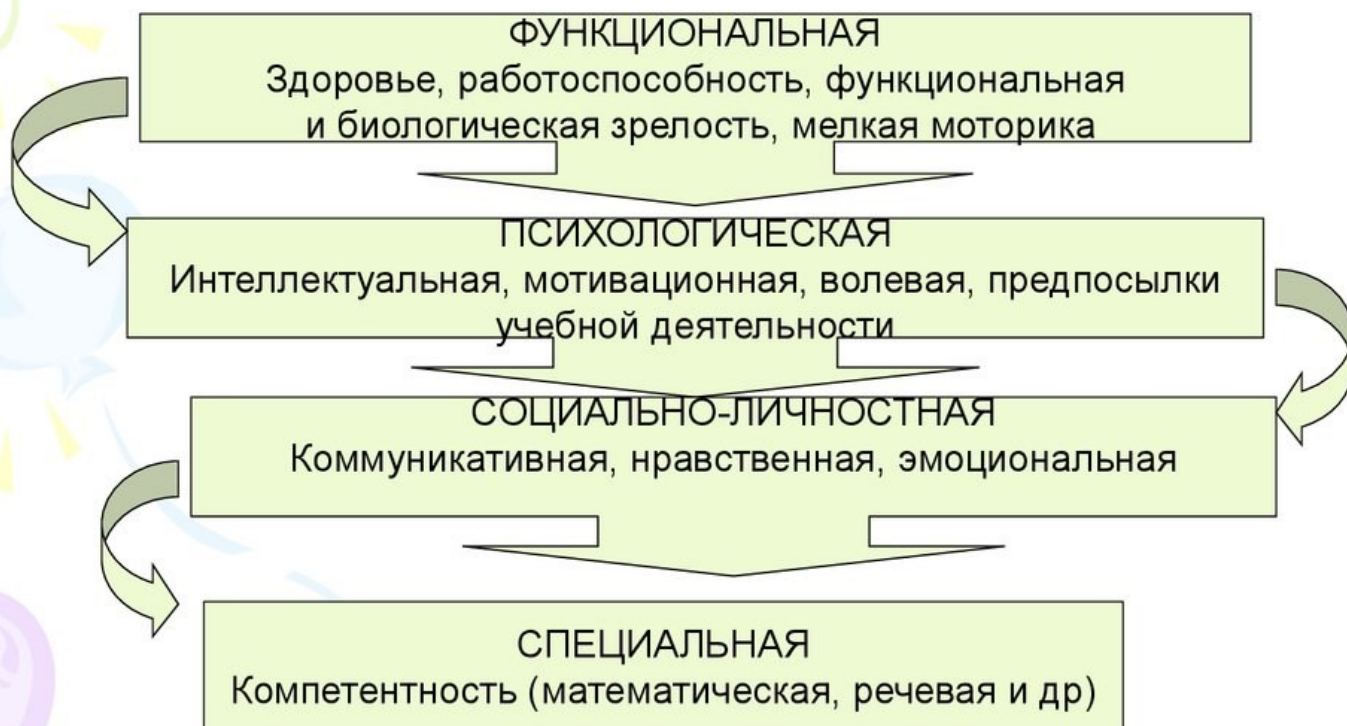 ФУНКЦИОНАЛЬНАЯ
Здоровье, работоспособность, функциональная
и биологическая зрелость, мелкая моторика
ПСИХОЛОГИЧЕСКАЯ
Интеллектуальная, мотивационная, волевая, предпосылки
учебной деятельности
СОЦИАЛЬНО-ЛИЧНОСТНАЯ
Коммуникативная, нравственная, эмоциональная
СПЕЦИАЛЬНАЯ
Компетентность (математическая, речевая и др)